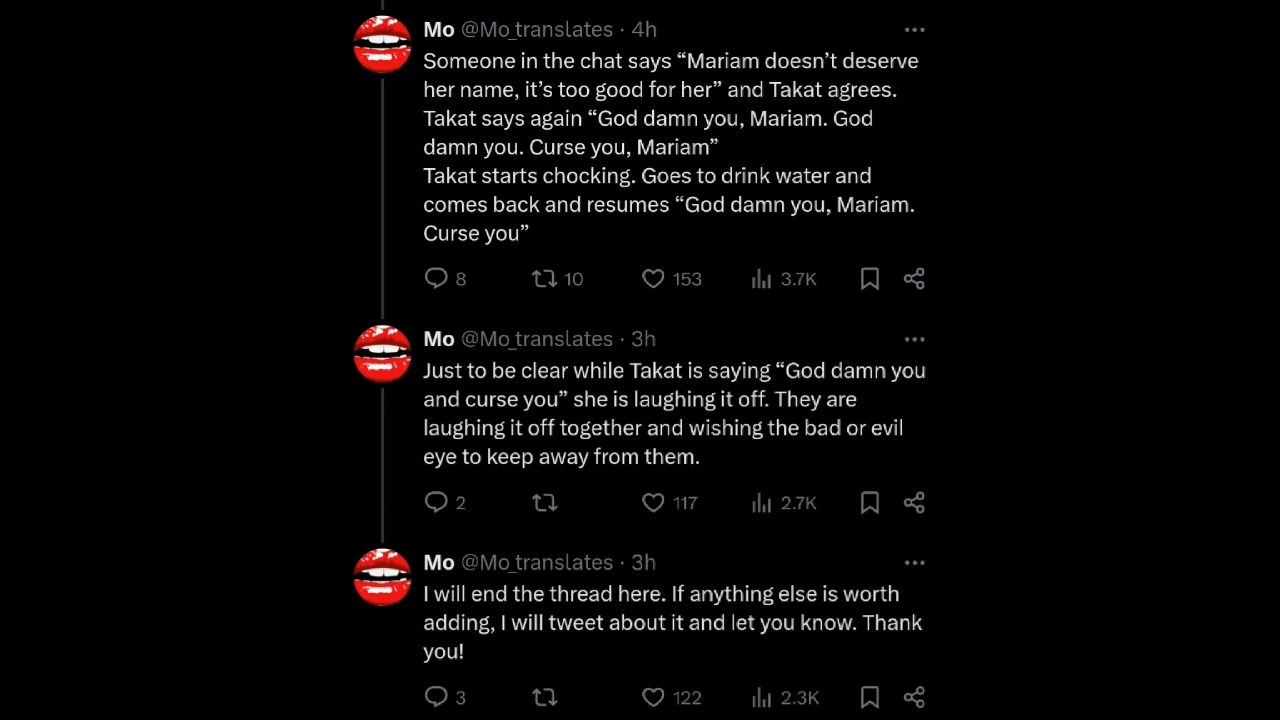 Mo @Mo_translates · 4h
Someone in the chat says “Mariam doesn’t deserve
her name, it’s too good for her” and Takat agrees.
Takat says again “God damn you, Mariam. God
damn you. Curse you, Mariam”
Takat starts chocking. Goes to drink water and
comes back and resumes “God damn you, Mariam.
Curse you”
8 10 153 3.7K
Mo @Mo_translates · 3h
Just to be clear while Takat is saying “God damn you
and curse you” she is laughing it off. They are
laughing it off together and wishing the bad or evil
eye to keep away from them.
2 117 2.7K
Mo @Mo_translates · 3h
I will end the thread here. If anything else is worth
adding, I will tweet about it and let you know. Thank
you!
3 122 2.3K